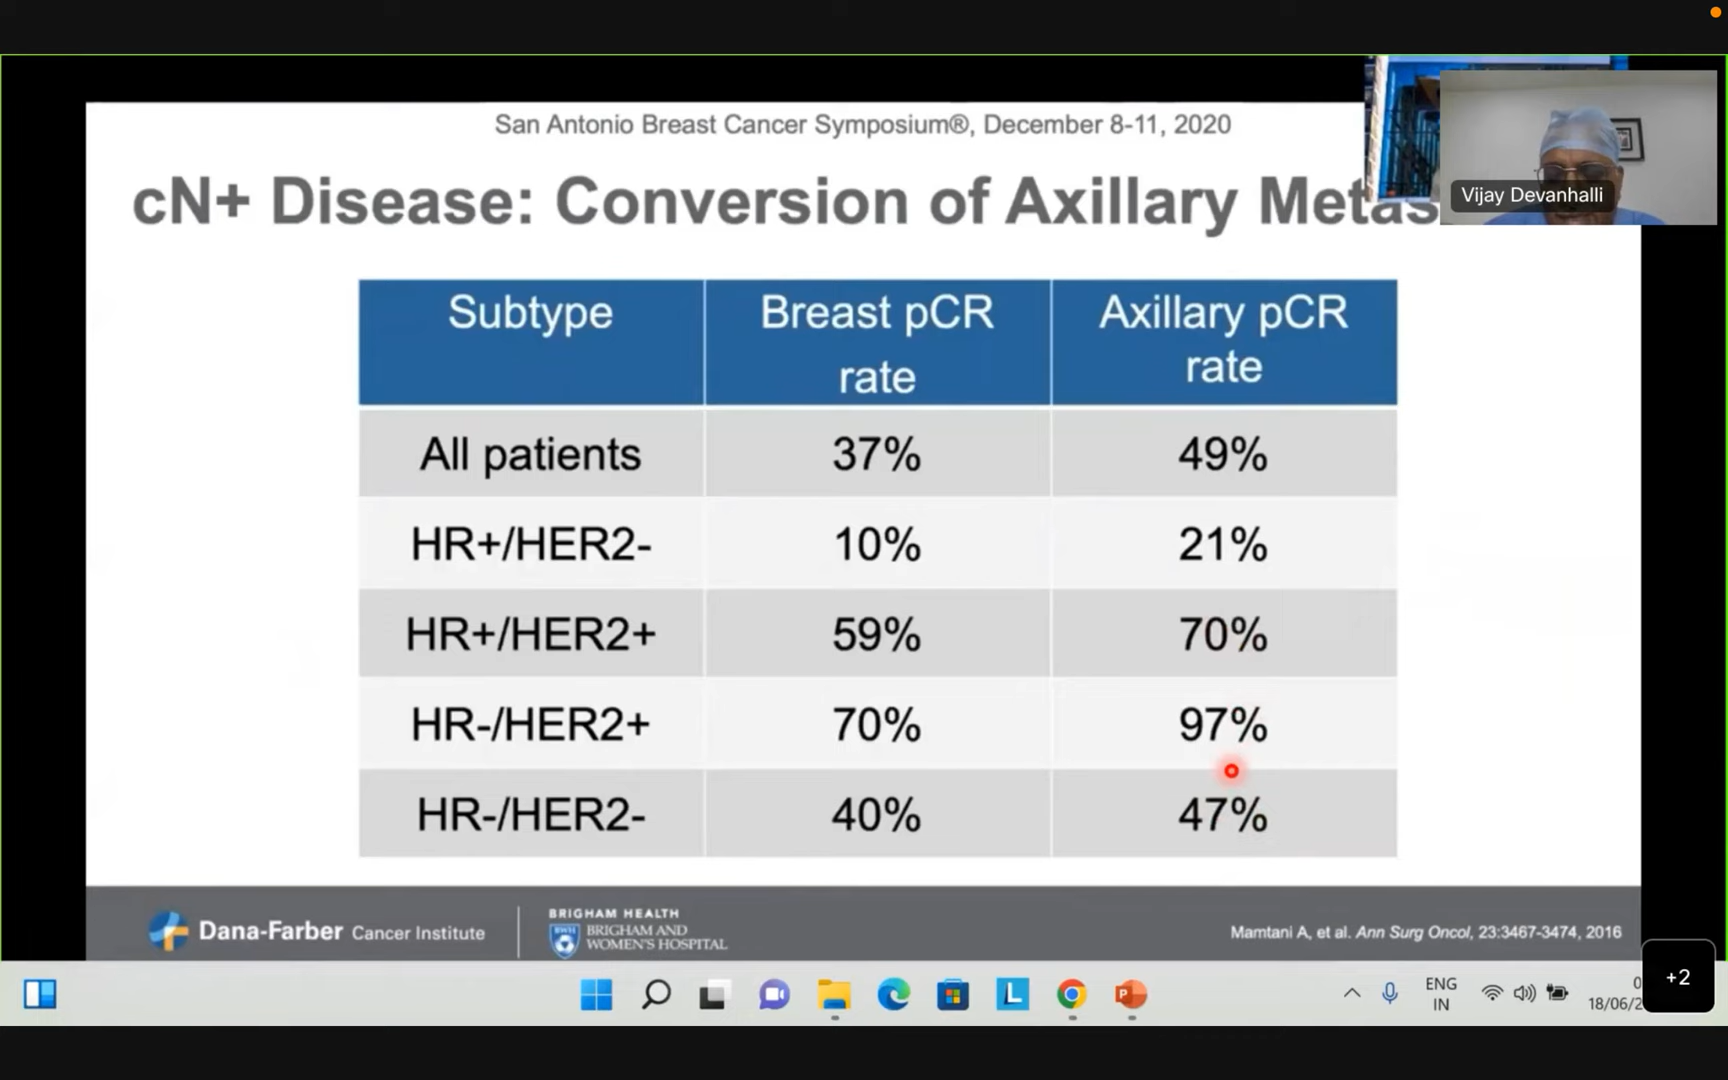 San Antonio Breast Cancer Symposium®, December 8-11, 2020
cN+ Disease: Conversion of Axillary Metas
Vijay Devanhalli
Subtype
Breast pCR
rate
Axillary pCR
rate
All patients
37%
49%
HR+/HER2-
10%
21%
HR+/HER2+
59%
70%
HR-/HER2+
70%
97%
HR-/HER2-
40%
47%
Dana-Farber Cancer Institute
BRIGHAM HEALTH
BWH
BRIGHAM AND
WOMEN'S HOSPITAL
Mamtani A, et al. Ann Surg Oncol, 23:3467-3474, 2016
+2
L
P
ENG
IN
0
18/06/2